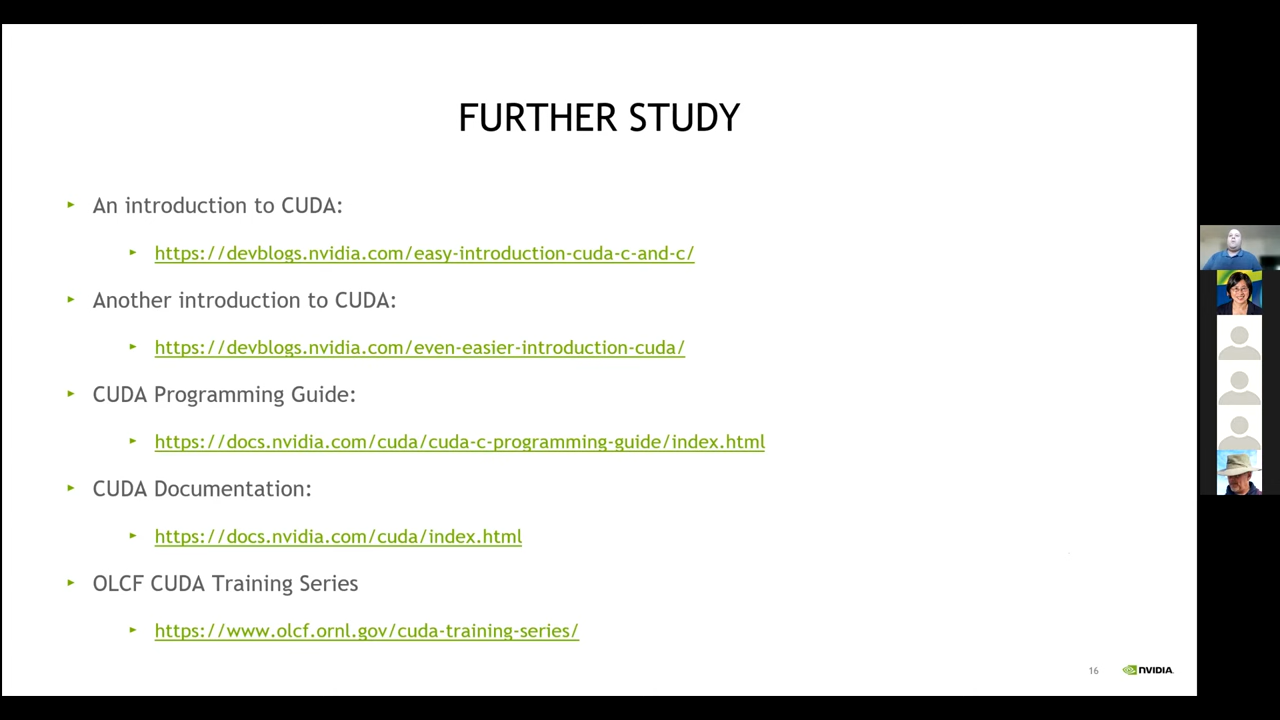 FURTHER STUDY
An introduction to CUDA:
https://devblogs.nvidia.com/easy-introduction-cuda-c-and-c/
Another introduction to CUDA:
https://devblogs.nvidia.com/even-easier-introduction-cuda/
CUDA Programming Guide:
https://docs.nvidia.com/cuda/cuda-c-programming-guide/index.html
CUDA Documentation:
https://docs.nvidia.com/cuda/index.html
OLCF CUDA Training Series
https://www.olcf.ornl.gov/cuda-training-series/
16 NVIDIA.